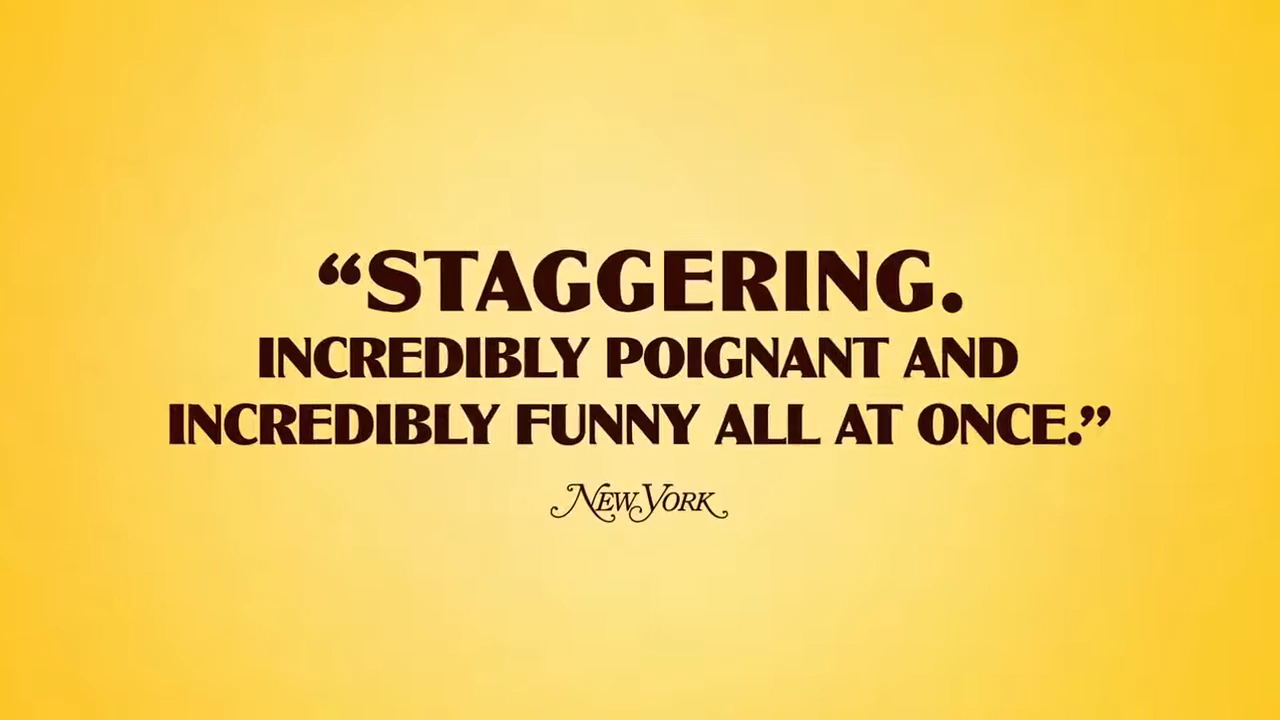 “STAGGERING.
INCREDIBLY POIGNANT AND
INCREDIBLY FUNNY ALL AT ONCE.”
NEW YORK